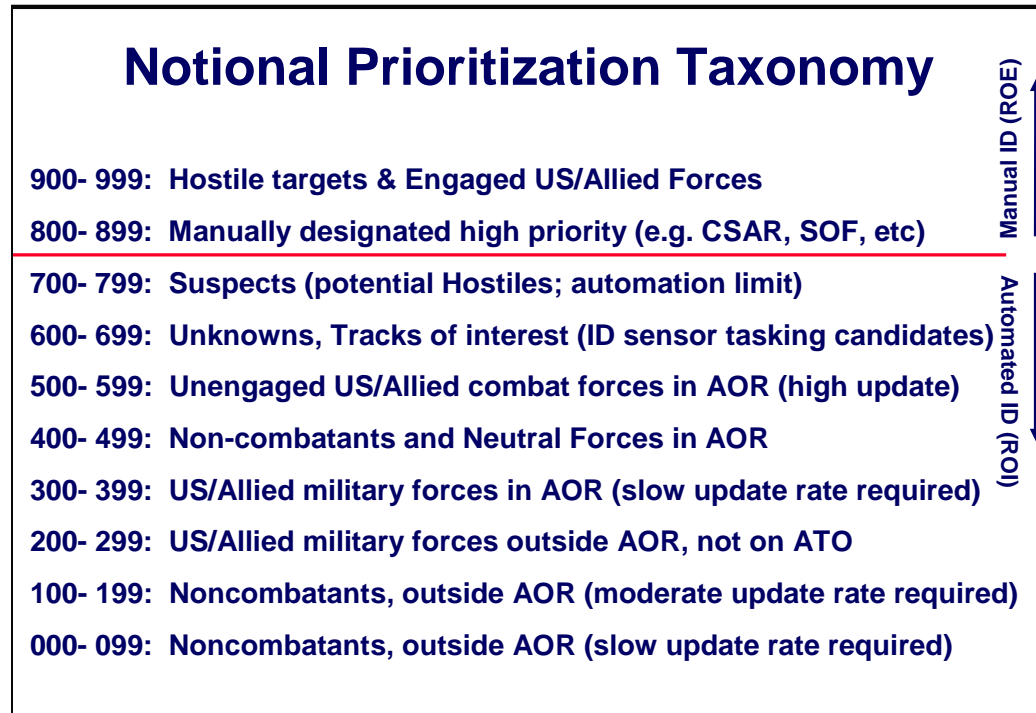 Notional Prioritization Taxonomy
900- 999: Hostile targets & Engaged US/Allied Forces
800- 899: Manually designated high priority (e.g. CSAR, SOF, etc)
700- 799: Suspects (potential Hostiles; automation limit)
600- 699: Unknowns, Tracks of interest (ID sensor tasking candidates)
500- 599: Unengaged US/Allied combat forces in AOR (high update)
400- 499: Non-combatants and Neutral Forces in AOR
300- 399: US/Allied military forces in AOR (slow update rate required)
200- 299: US/Allied military forces outside AOR, not on ATO
100- 199: Noncombatants, outside AOR (moderate update rate required)
000- 099: Noncombatants, outside AOR (slow update rate required)
Manual ID (ROE)
Automated ID (ROI)